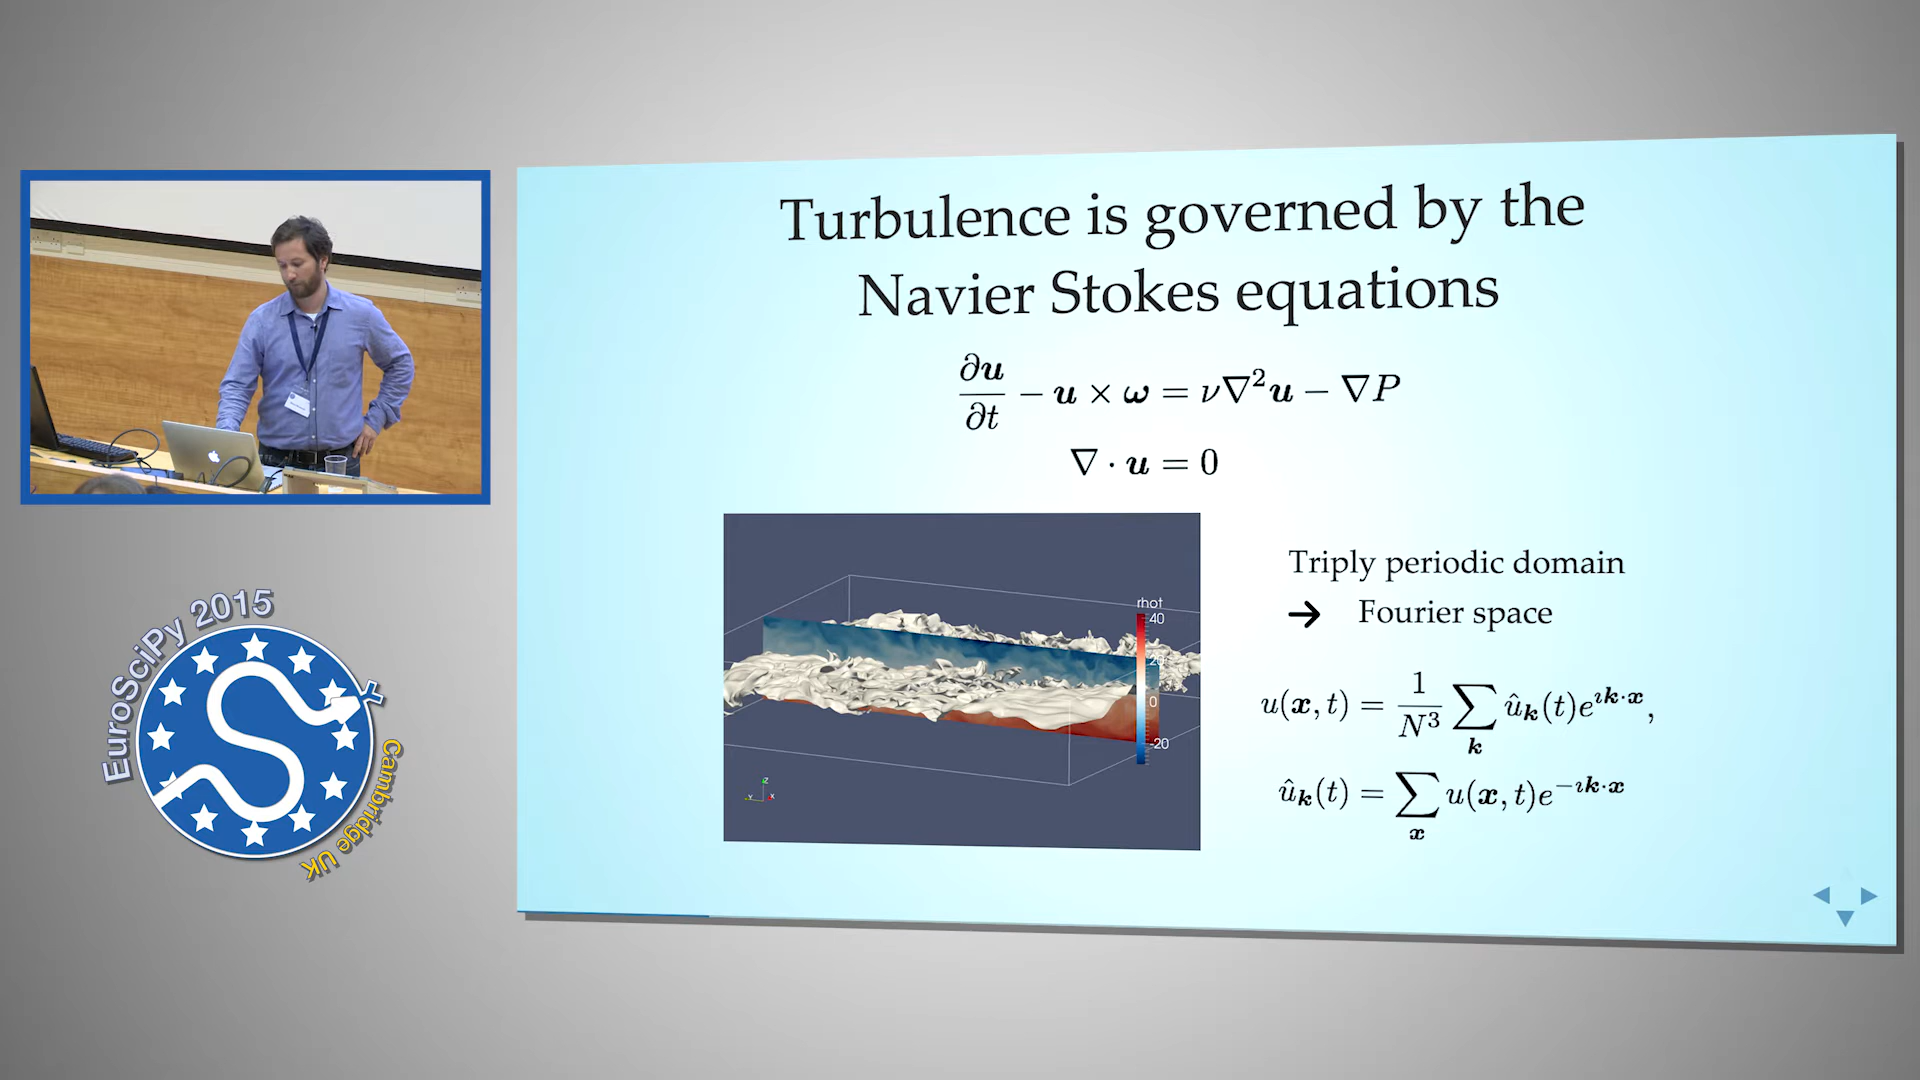 Turbulence is governed by the
Navier Stokes equations
∂u/∂t − u × ω = ν∇²u − ∇P
∇ · u = 0
rhot
40
20
0
-20
Z
Y X
Triply periodic domain
→ Fourier space
u(x, t) = 1/N³ ∑ₖ ûₖ(t)e^{ık·x},
ûₖ(t) = ∑ₓ u(x, t)e^{−ık·x}
EuroSciPy 2015
Cambridge UK